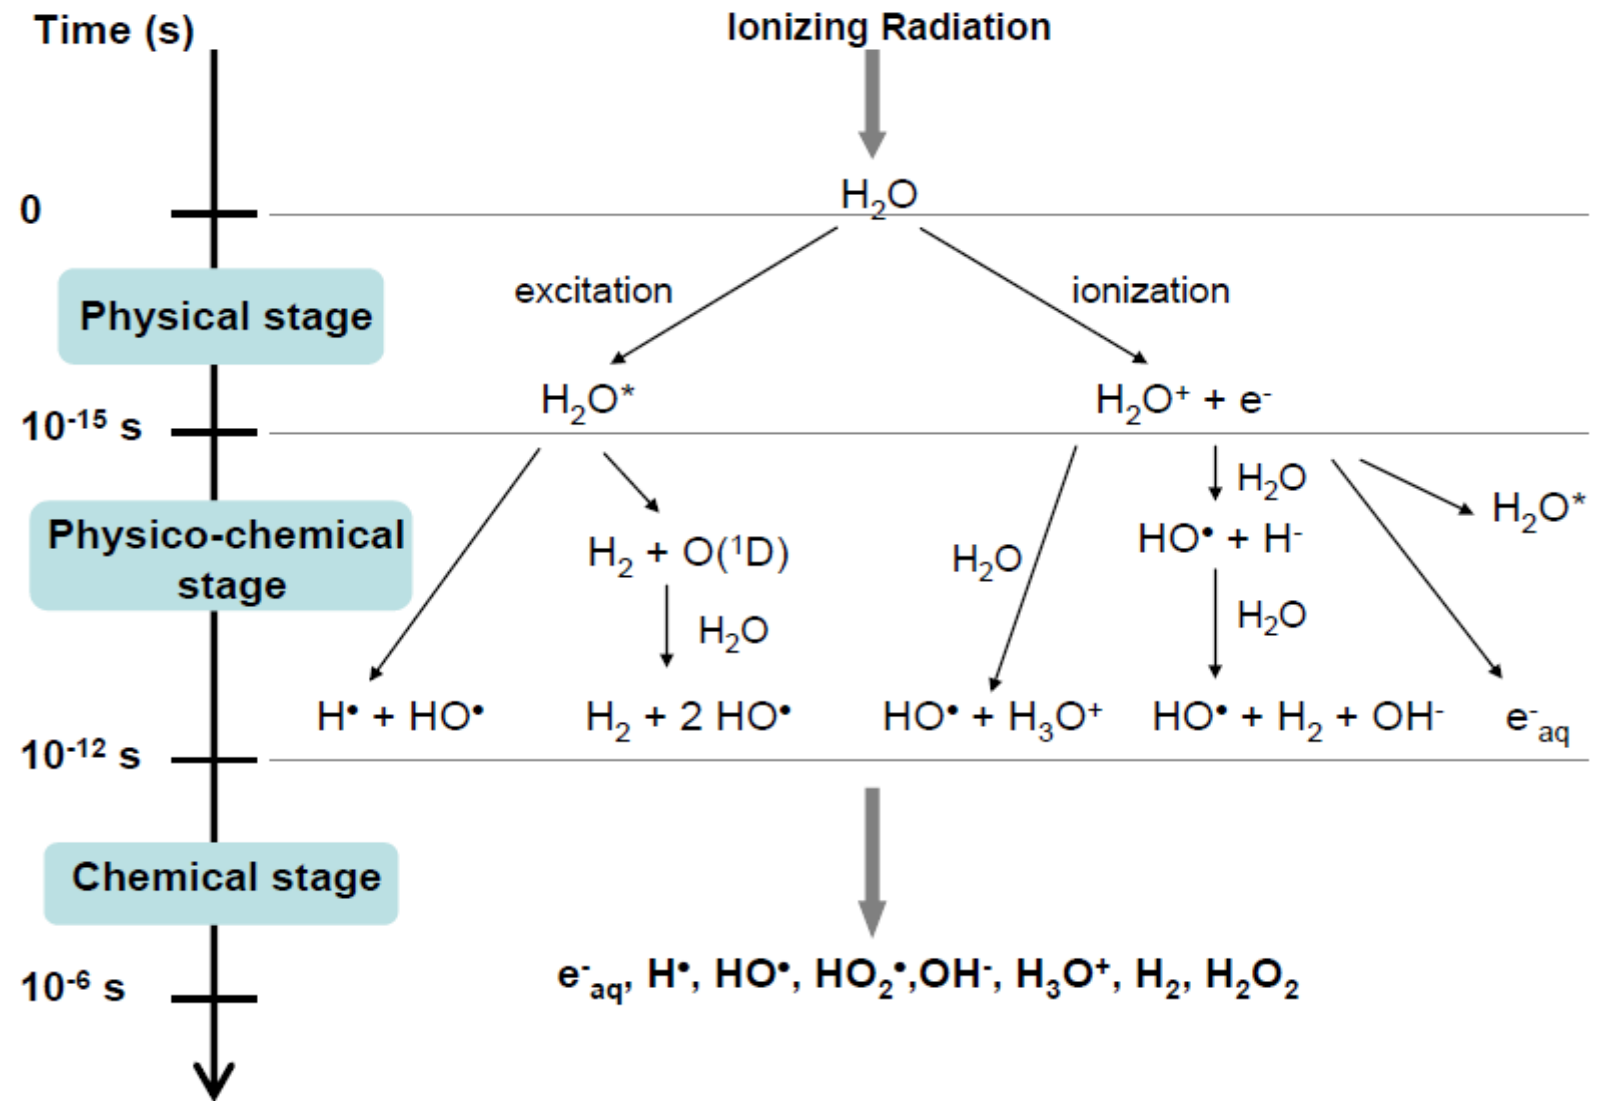 Time (s)
Ionizing Radiation
H₂O
0
excitation
ionization
Physical stage
H₂O*
H₂O⁺ + e⁻
10⁻¹⁵ s
H₂O
H₂O*
Physico-chemical
stage
HO• + H⁻
H₂ + O(¹D)
H₂O
H₂O
H₂O
H• + HO•
H₂ + 2 HO•
HO• + H₃O⁺
HO• + H₂ + OH⁻
e⁻aq
10⁻¹² s
Chemical stage
e⁻aq, H•, HO•, HO₂•,OH⁻, H₃O⁺, H₂, H₂O₂
10⁻⁶ s